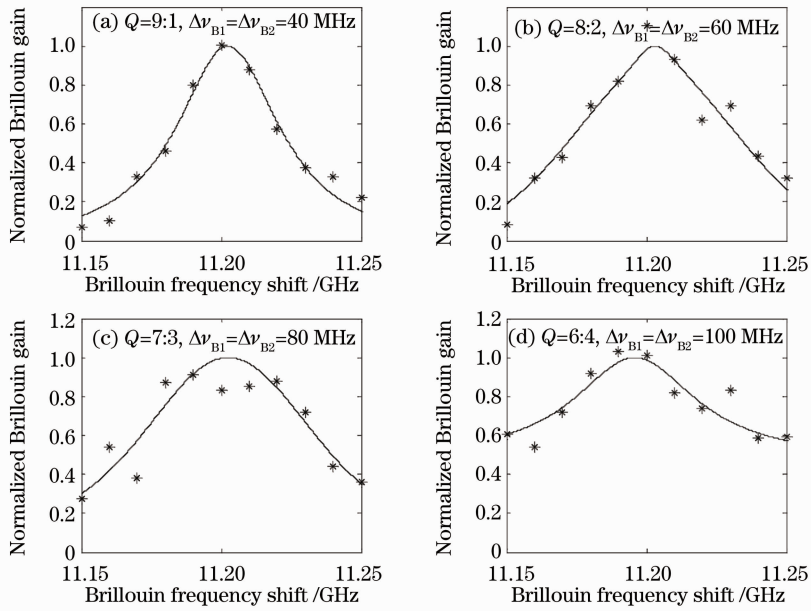 (a) Q=9:1, Δν_B1=Δν_B2=40 MHz
Normalized Brillouin gain
1.0
0.8
0.6
0.4
0.2
0
11.15 11.20 11.25
Brillouin frequency shift /GHz
(b) Q=8:2, Δν_B1=Δν_B2=60 MHz
Normalized Brillouin gain
1.0
0.8
0.6
0.4
0.2
0
11.15 11.20 11.25
Brillouin frequency shift /GHz
(c) Q=7:3, Δν_B1=Δν_B2=80 MHz
Normalized Brillouin gain
1.2
1.0
0.8
0.6
0.4
0.2
0
11.15 11.20 11.25
Brillouin frequency shift /GHz
(d) Q=6:4, Δν_B1=Δν_B2=100 MHz
Normalized Brillouin gain
1.2
1.0
0.8
0.6
0.4
0.2
0
11.15 11.20 11.25
Brillouin frequency shift /GHz